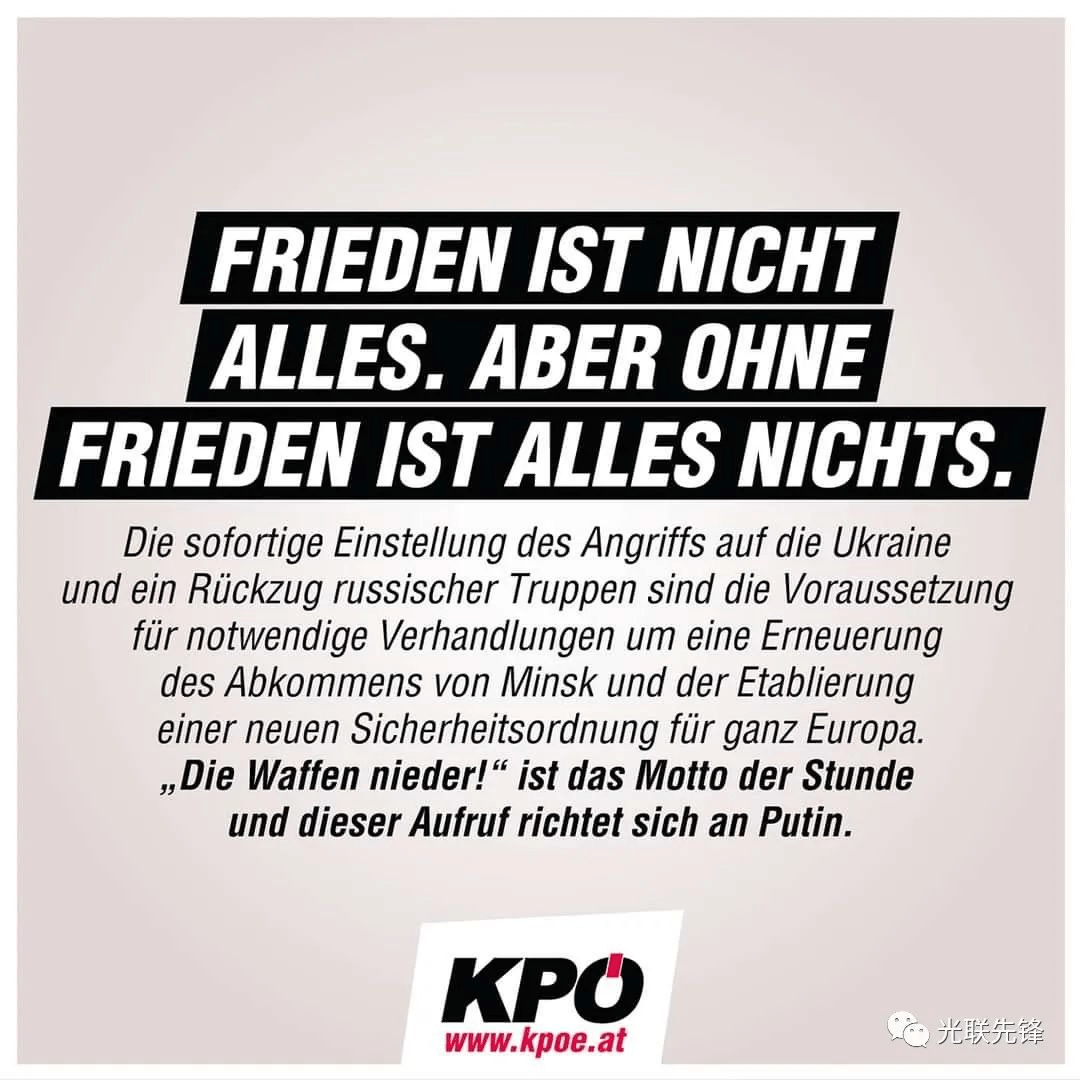 FRIEDEN IST NICHT
ALLES. ABER OHNE
FRIEDEN IST ALLES NICHTS.
Die sofortige Einstellung des Angriffs auf die Ukraine
und ein Rückzug russischer Truppen sind die Voraussetzung
für notwendige Verhandlungen um eine Erneuerung
des Abkommens von Minsk und der Etablierung
einer neuen Sicherheitsordnung für ganz Europa.
„Die Waffen nieder!“ ist das Motto der Stunde
und dieser Aufruf richtet sich an Putin.
KPÖ
www.kpoe.at
光联先锋